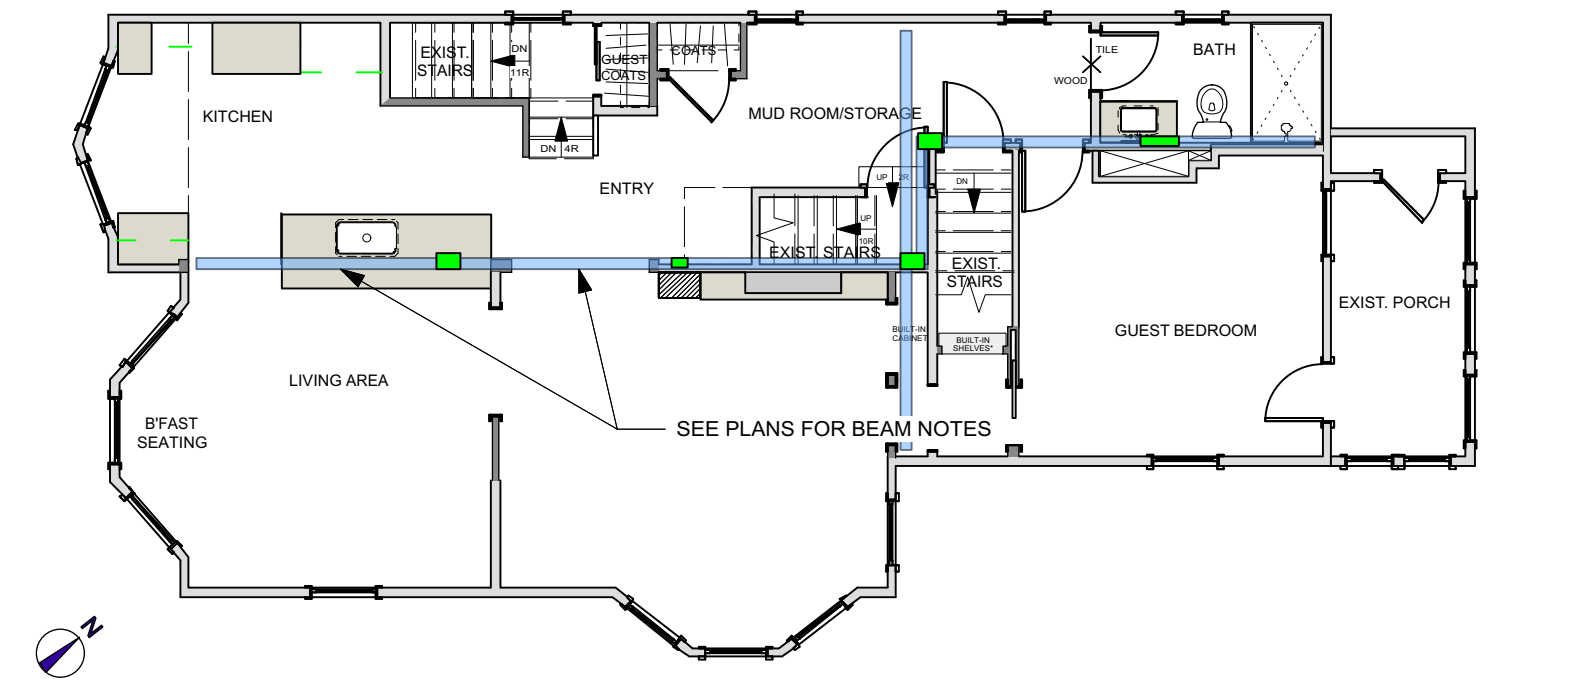 EXIST.
STAIRS
DN
11R
GUEST
COATS
COATS
BATH
TILE
WOOD
KITCHEN
MUD ROOM/STORAGE
DN 4R
ENTRY
UP 2R
DN
UP
10R
EXIST. STAIRS
EXIST.
STAIRS
EXIST. PORCH
GUEST BEDROOM
BUILT-IN
CABINET
BUILT-IN
SHELVES*
LIVING AREA
B'FAST
SEATING
SEE PLANS FOR BEAM NOTES
N